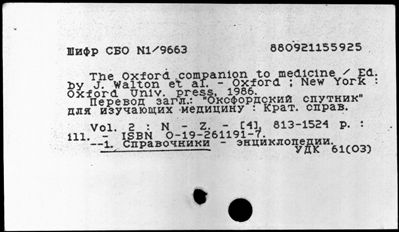 Шифр СБО N1/9663 880921155925
The Oxford companion to medicine / Ed.
by J. Walton et al. - Oxford ; New York :
Oxford Univ. press, 1986.
Перевод загл.: "Оксфордский спутник"
для изучающих медицину : Крат. справ.
Vol. 2 : N - Z. - [4], 813-1524 p. :
ill. - ISBN 0-19-261191-7.
--1. Справочники - энциклопедии.
УДК 61(03)